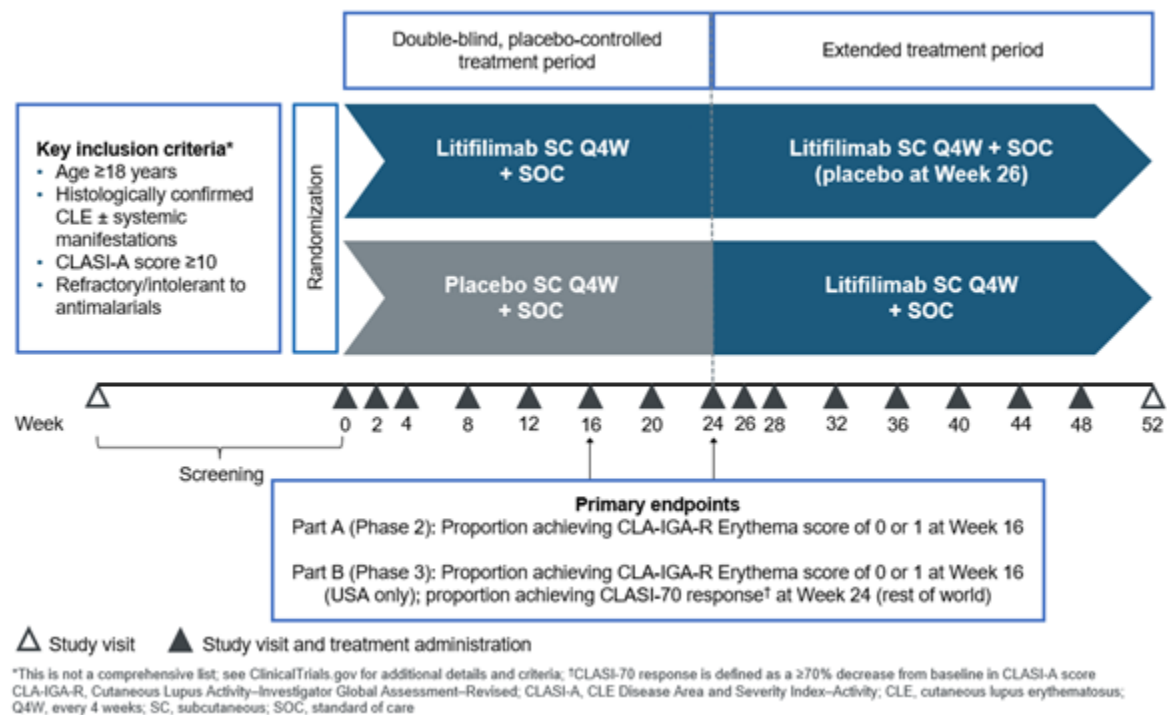 Double-blind, placebo-controlled
treatment period
Extended treatment period
Key inclusion criteria*
• Age ≥18 years
• Histologically confirmed
CLE ± systemic
manifestations
• CLASI-A score ≥10
• Refractory/intolerant to
antimalarials
Randomization
Litifilimab SC Q4W
+ SOC
Litifilimab SC Q4W + SOC
(placebo at Week 26)
Placebo SC Q4W
+ SOC
Litifilimab SC Q4W
+ SOC
Week
0 2 4 8 12 16 20 24 26 28 32 36 40 44 48 52
Screening
Primary endpoints
Part A (Phase 2): Proportion achieving CLA-IGA-R Erythema score of 0 or 1 at Week 16
Part B (Phase 3): Proportion achieving CLA-IGA-R Erythema score of 0 or 1 at Week 16
(USA only); proportion achieving CLASI-70 response† at Week 24 (rest of world)
Study visit
Study visit and treatment administration
*This is not a comprehensive list; see ClinicalTrials.gov for additional details and criteria; †CLASI-70 response is defined as a ≥70% decrease from baseline in CLASI-A score
CLA-IGA-R, Cutaneous Lupus Activity–Investigator Global Assessment–Revised; CLASI-A, CLE Disease Area and Severity Index–Activity; CLE, cutaneous lupus erythematosus;
Q4W, every 4 weeks; SC, subcutaneous; SOC, standard of care